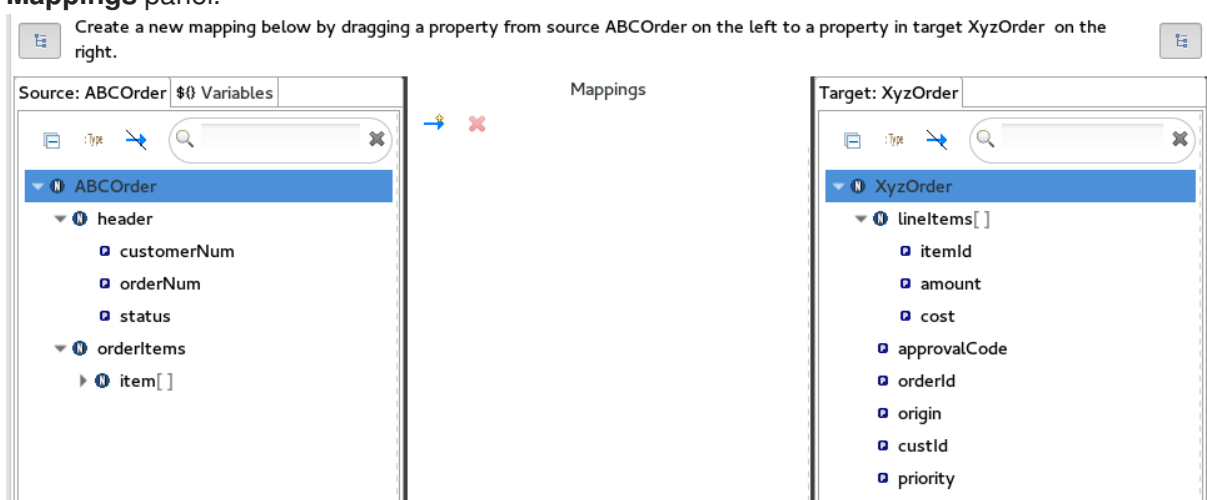 Mappings panel.
Create a new mapping below by dragging a property from source ABCOrder on the left to a property in target XyzOrder on the
right.
Source: ABCOrder ${} Variables
Mappings
Target: XyzOrder
: Type
: Type
ABCOrder
header
customerNum
orderNum
status
orderItems
item[ ]
XyzOrder
lineItems[ ]
itemId
amount
cost
approvalCode
orderId
origin
custId
priority